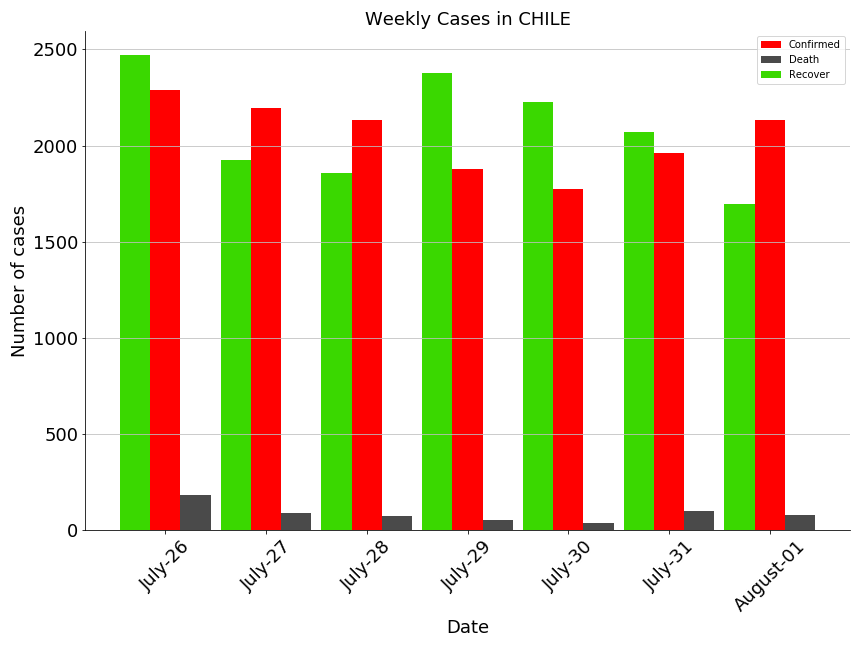 Weekly Cases in CHILE
Confirmed
Death
Recover
Number of cases
2500
2000
1500
1000
500
0
July-26
July-27
July-28
July-29
July-30
July-31
August-01
Date